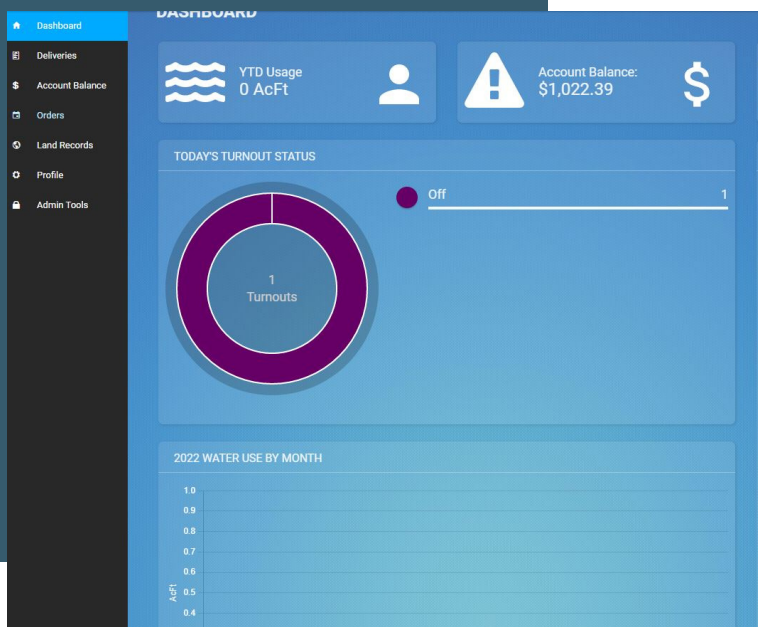 DASHBOARD
Dashboard
Deliveries
$ Account Balance
Orders
Land Records
Profile
Admin Tools
YTD Usage
0 AcFt
Account Balance:
$1,022.39
$
TODAY'S TURNOUT STATUS
Off 1
1
Turnouts
2022 WATER USE BY MONTH
1.0
0.9
0.8
0.7
0.6
0.5
0.4
AcFt